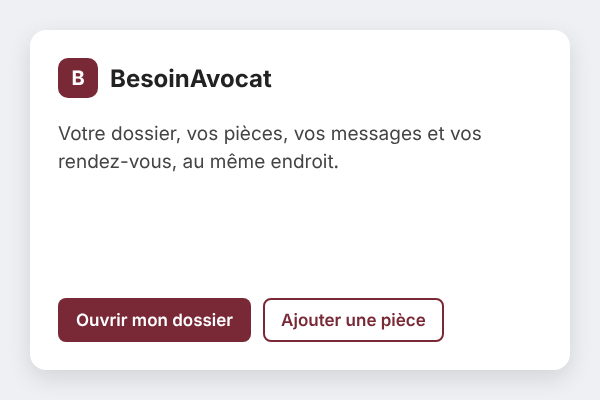 B
BesoinAvocat
Votre dossier, vos pièces, vos messages et vos
rendez-vous, au même endroit.
Ouvrir mon dossier
Ajouter une pièce